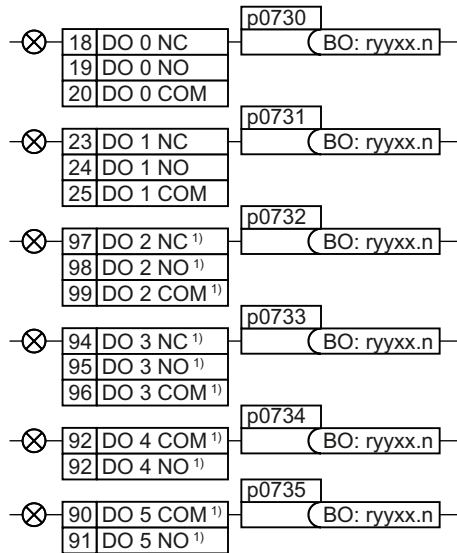 p0730
18 DO 0 NC BO: ryyxx.n
19 DO 0 NO
20 DO 0 COM
p0731
23 DO 1 NC BO: ryyxx.n
24 DO 1 NO
25 DO 1 COM
p0732
97 DO 2 NC 1) BO: ryyxx.n
98 DO 2 NO 1)
99 DO 2 COM 1)
p0733
94 DO 3 NC 1) BO: ryyxx.n
95 DO 3 NO 1)
96 DO 3 COM 1)
p0734
92 DO 4 COM 1) BO: ryyxx.n
92 DO 4 NO 1)
p0735
90 DO 5 COM 1) BO: ryyxx.n
91 DO 5 NO 1)